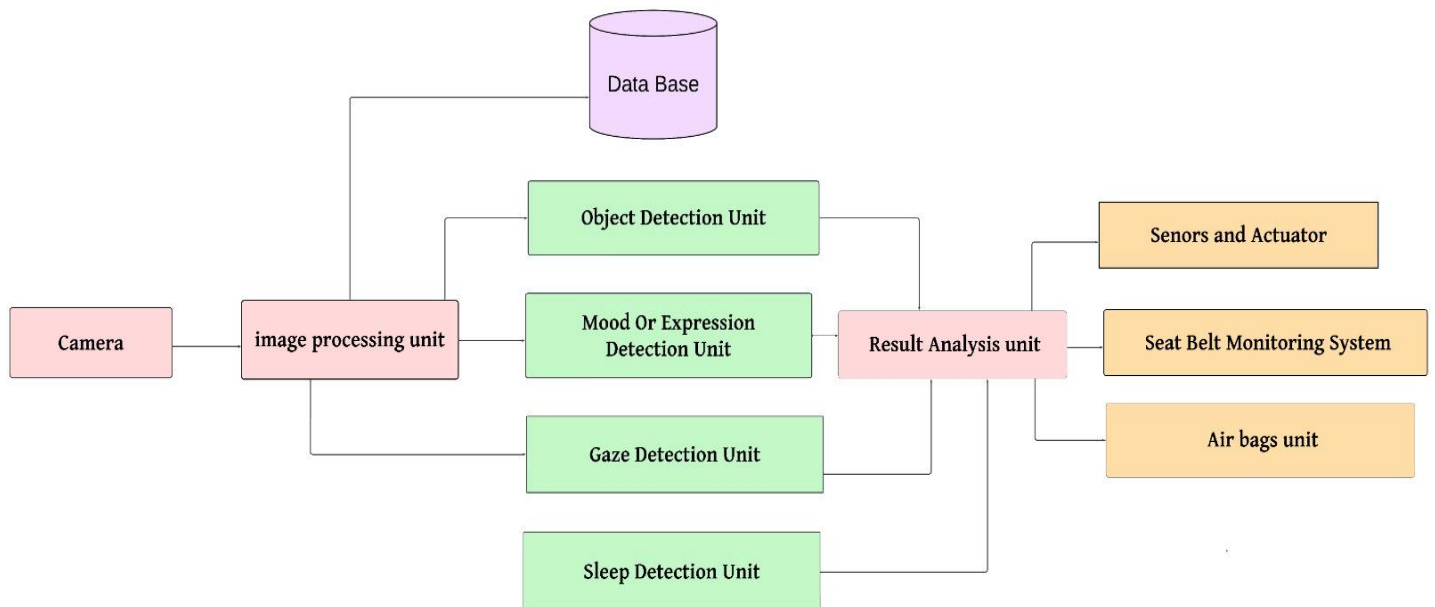 Data Base
Object Detection Unit
Senors and Actuator
Camera
image processing unit
Mood Or Expression
Detection Unit
Result Analysis unit
Seat Belt Monitoring System
Gaze Detection Unit
Air bags unit
Sleep Detection Unit